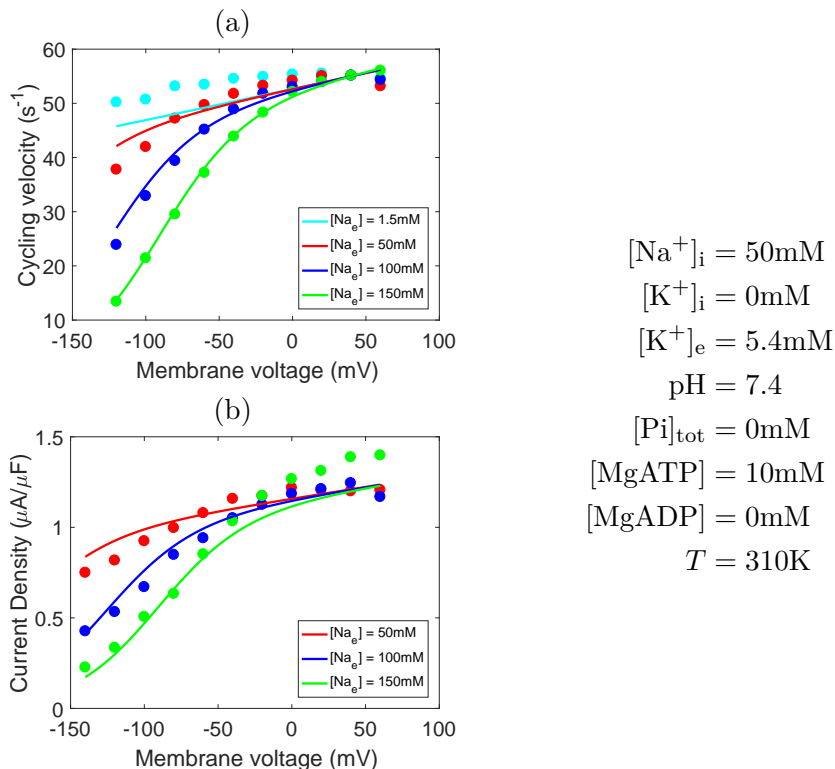 (a)
60
50
40
30
20
10
Cycling velocity (s⁻¹)
[Naₑ] = 1.5mM
[Naₑ] = 50mM
[Naₑ] = 100mM
[Naₑ] = 150mM
-150 -100 -50 0 50 100
Membrane voltage (mV)
(b)
1.5
1
0.5
0
Current Density (μA/μF)
[Naₑ] = 50mM
[Naₑ] = 100mM
[Naₑ] = 150mM
-150 -100 -50 0 50 100
Membrane voltage (mV)
[Na⁺]ᵢ = 50mM
[K⁺]ᵢ = 0mM
[K⁺]ₑ = 5.4mM
pH = 7.4
[Pi]ₜₒₜ = 0mM
[MgATP] = 10mM
[MgADP] = 0mM
T = 310K